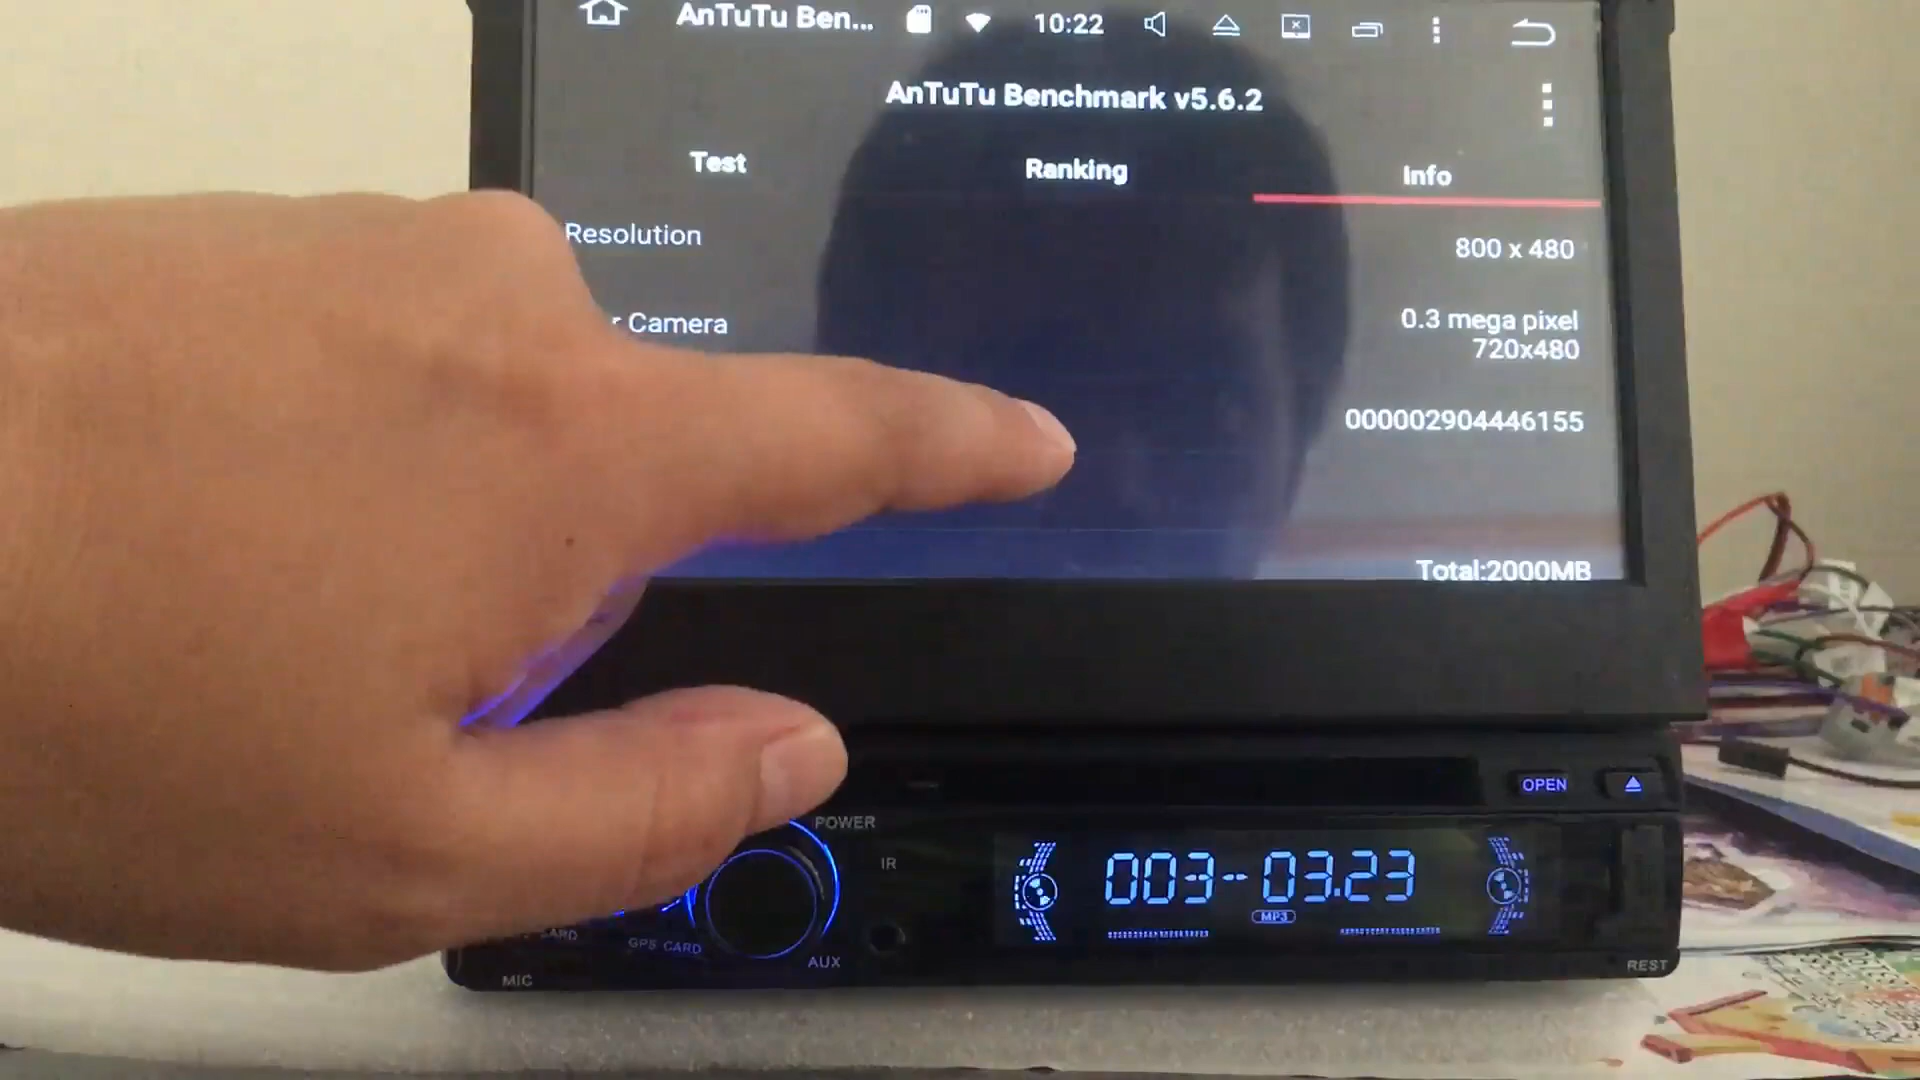 AnTuTu Ben...
10:22
AnTuTu Benchmark v5.6.2
Test
Ranking
Info
Resolution
800 x 480
r Camera
0.3 mega pixel
720x480
000002904446155
Total:2000MB
OPEN
POWER
IR
003--03.23
MP3
ARD
GPS CARD
AUX
MIC
REST